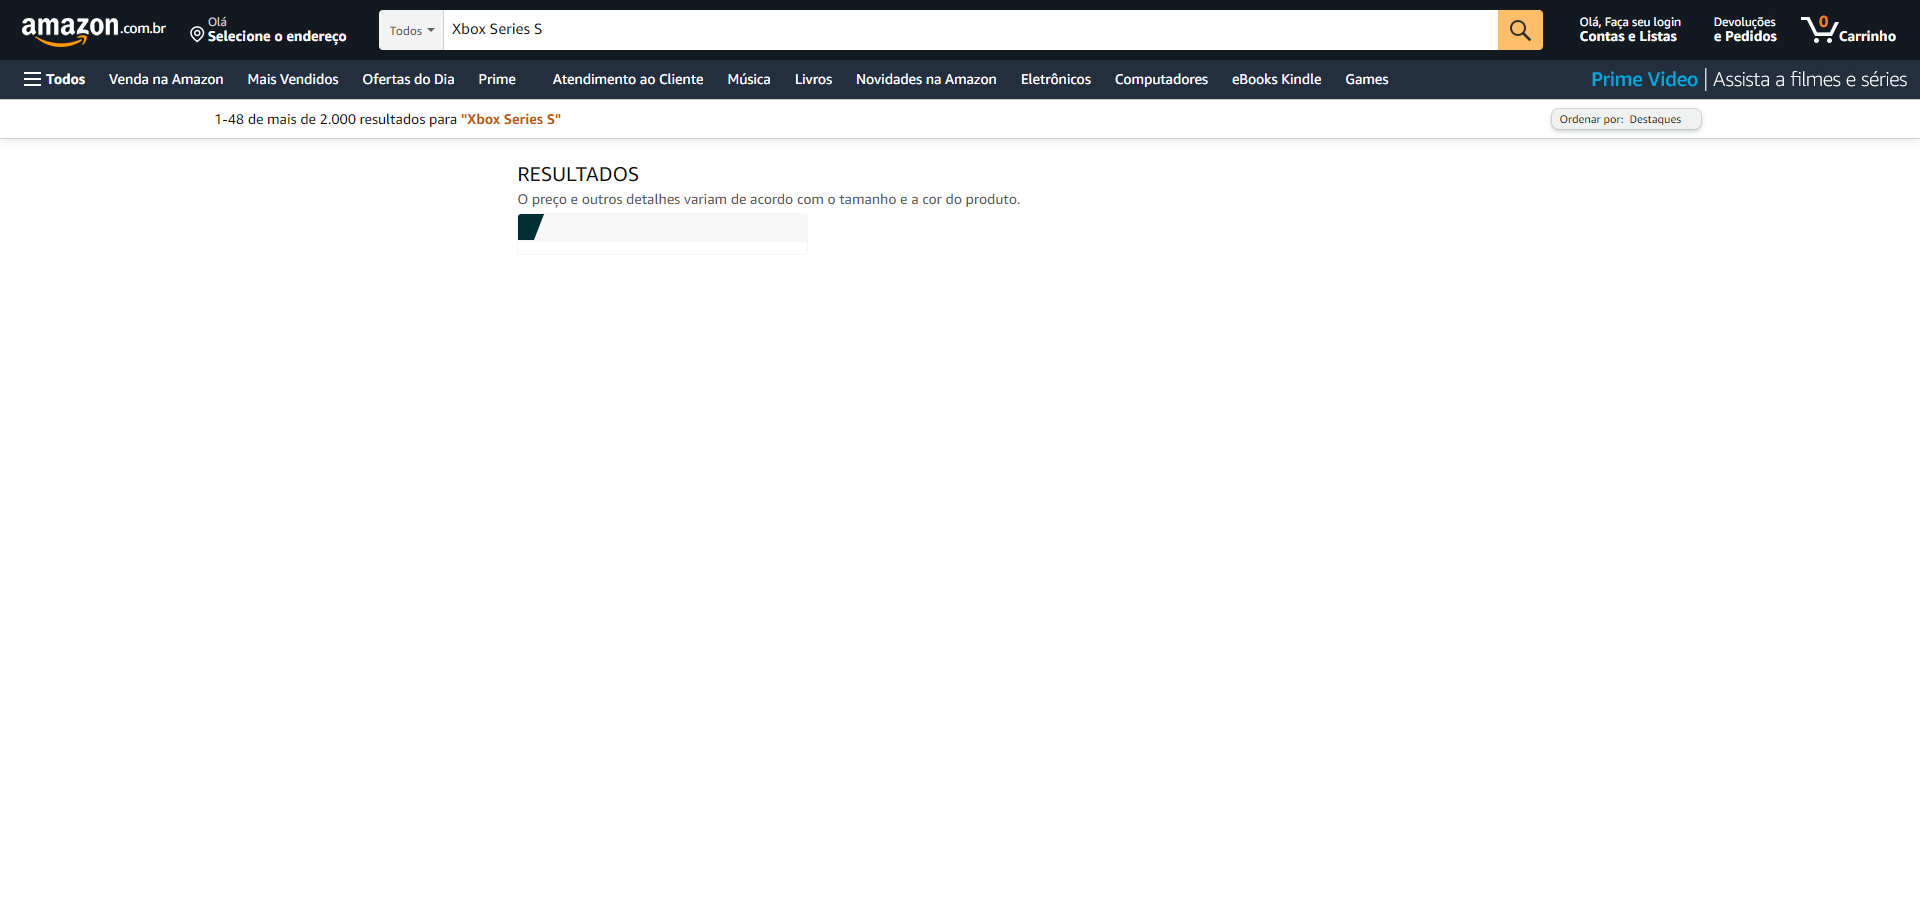 amazon.com.br
Olá
Selecione o endereço
Todos
Xbox Series S
Olá, Faça seu login
Contas e Listas
Devoluções
e Pedidos
0
Carrinho
Todos
Venda na Amazon
Mais Vendidos
Ofertas do Dia
Prime
Atendimento ao Cliente
Música
Livros
Novidades na Amazon
Eletrônicos
Computadores
eBooks Kindle
Games
Prime Video | Assista a filmes e séries
1-48 de mais de 2.000 resultados para "Xbox Series S"
Ordenar por: Destaques
RESULTADOS
O preço e outros detalhes variam de acordo com o tamanho e a cor do produto.